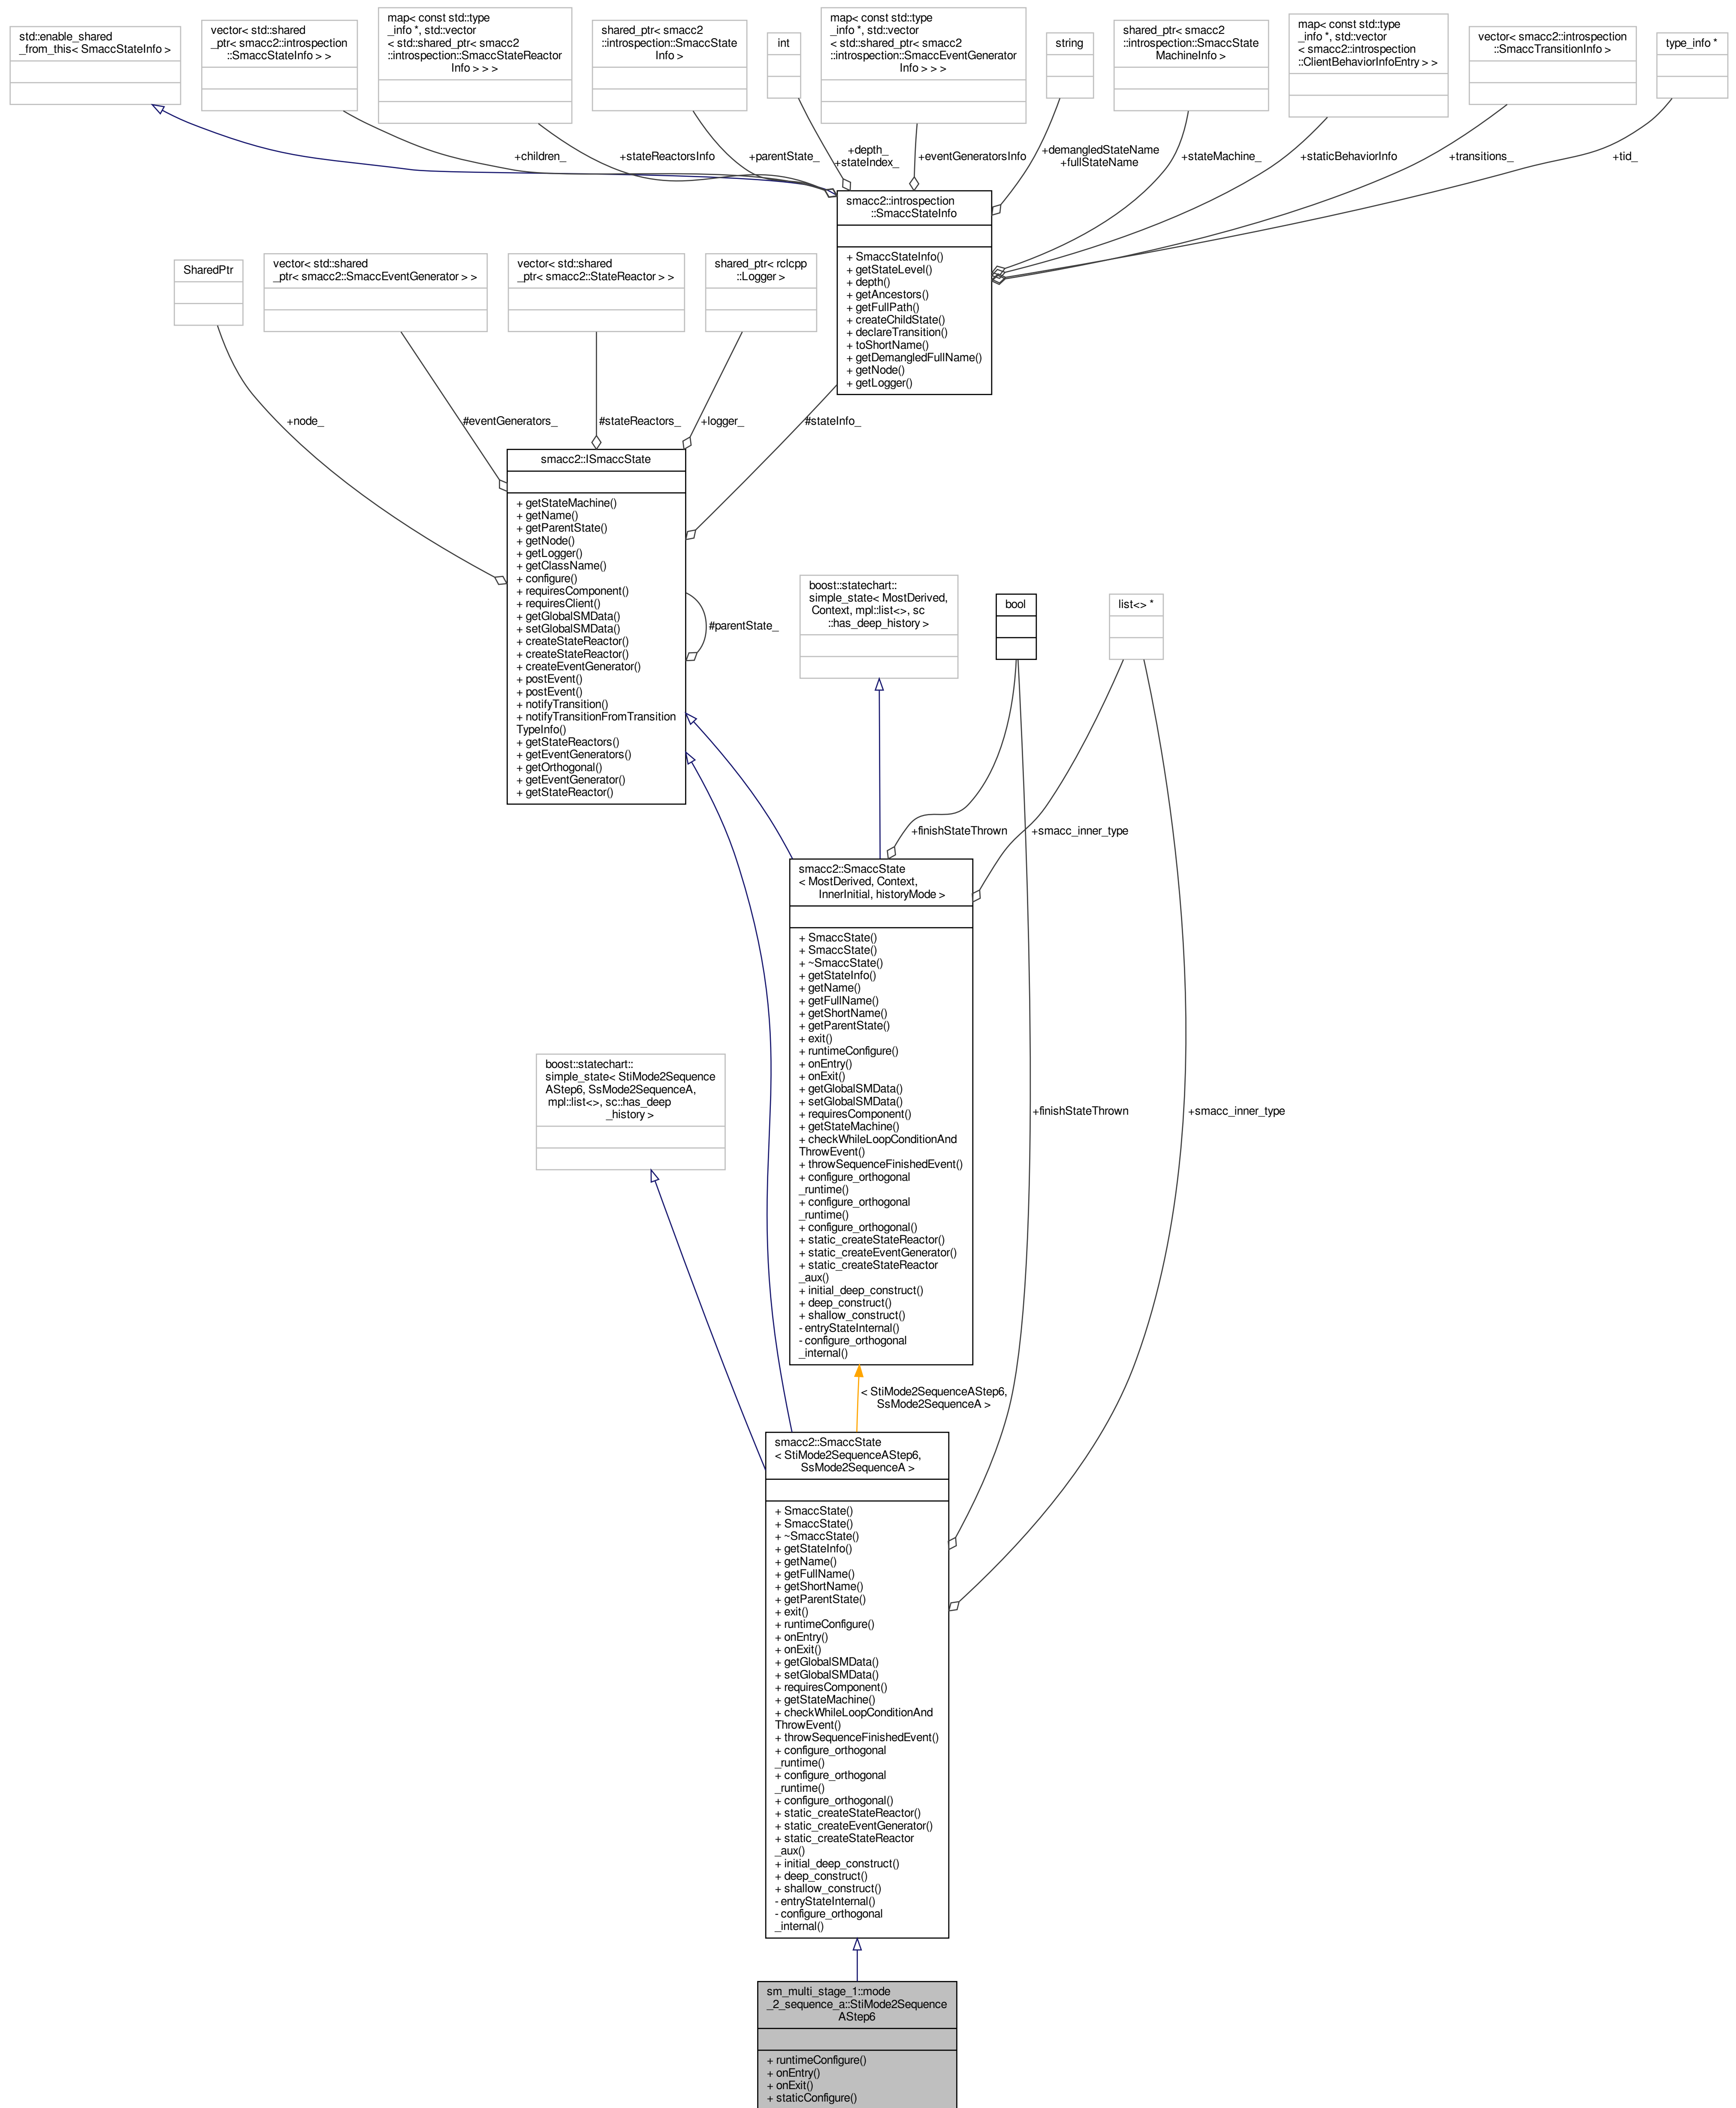 std::enable_shared
_from_this< SmaccStateInfo >
vector< std::shared
_ptr< smacc2::introspection
::SmaccStateInfo > >
map< const std::type
_info *, std::vector
< std::shared_ptr< smacc2
::introspection::SmaccStateReactor
Info > > >
shared_ptr< smacc2
::introspection::SmaccState
Info >
int
map< const std::type
_info *, std::vector
< std::shared_ptr< smacc2
::introspection::SmaccEventGenerator
Info > > >
string
shared_ptr< smacc2
::introspection::SmaccState
MachineInfo >
map< const std::type
_info *, std::vector
< smacc2::introspection
::ClientBehaviorInfoEntry > >
vector< smacc2::introspection
::SmaccTransitionInfo >
type_info *
+children_
+stateReactorsInfo
+parentState_
+depth_
+stateIndex_
+eventGeneratorsInfo
+demangledStateName
+fullStateName
+stateMachine_
+staticBehaviorInfo
+transitions_
+tid_
smacc2::introspection
::SmaccStateInfo
+ SmaccStateInfo()
+ getStateLevel()
+ depth()
+ getAncestors()
+ getFullPath()
+ createChildState()
+ declareTransition()
+ toShortName()
+ getDemangledFullName()
+ getNode()
+ getLogger()
SharedPtr
vector< std::shared
_ptr< smacc2::SmaccEventGenerator > >
vector< std::shared
_ptr< smacc2::StateReactor > >
shared_ptr< rclcpp
::Logger >
+node_
#eventGenerators_
#stateReactors_
+logger_
#stateInfo_
smacc2::ISmaccState
+ getStateMachine()
+ getName()
+ getParentState()
+ getNode()
+ getLogger()
+ getClassName()
+ configure()
+ requiresComponent()
+ requiresClient()
+ getGlobalSMData()
+ setGlobalSMData()
+ createStateReactor()
+ createStateReactor()
+ createEventGenerator()
+ postEvent()
+ postEvent()
+ notifyTransition()
+ notifyTransitionFromTransition
TypeInfo()
+ getStateReactors()
+ getEventGenerators()
+ getOrthogonal()
+ getEventGenerator()
+ getStateReactor()
#parentState_
boost::statechart::
simple_state< MostDerived,
Context, mpl::list<>, sc
::has_deep_history >
bool
list<> *
+finishStateThrown
+smacc_inner_type
smacc2::SmaccState
< MostDerived, Context,
InnerInitial, historyMode >
+ SmaccState()
+ SmaccState()
+ ~SmaccState()
+ getStateInfo()
+ getName()
+ getFullName()
+ getShortName()
+ getParentState()
+ exit()
+ runtimeConfigure()
+ onEntry()
+ onExit()
+ getGlobalSMData()
+ setGlobalSMData()
+ requiresComponent()
+ getStateMachine()
+ checkWhileLoopConditionAnd
ThrowEvent()
+ throwSequenceFinishedEvent()
+ configure_orthogonal
_runtime()
+ configure_orthogonal
_runtime()
+ configure_orthogonal()
+ static_createStateReactor()
+ static_createEventGenerator()
+ static_createStateReactor
_aux()
+ initial_deep_construct()
+ deep_construct()
+ shallow_construct()
- entryStateInternal()
- configure_orthogonal
_internal()
boost::statechart::
simple_state< StiMode2Sequence
AStep6, SsMode2SequenceA,
mpl::list<>, sc::has_deep
_history >
+finishStateThrown
+smacc_inner_type
< StiMode2SequenceAStep6,
SsMode2SequenceA >
smacc2::SmaccState
< StiMode2SequenceAStep6,
SsMode2SequenceA >
+ SmaccState()
+ SmaccState()
+ ~SmaccState()
+ getStateInfo()
+ getName()
+ getFullName()
+ getShortName()
+ getParentState()
+ exit()
+ runtimeConfigure()
+ onEntry()
+ onExit()
+ getGlobalSMData()
+ setGlobalSMData()
+ requiresComponent()
+ getStateMachine()
+ checkWhileLoopConditionAnd
ThrowEvent()
+ throwSequenceFinishedEvent()
+ configure_orthogonal
_runtime()
+ configure_orthogonal
_runtime()
+ configure_orthogonal()
+ static_createStateReactor()
+ static_createEventGenerator()
+ static_createStateReactor
_aux()
+ initial_deep_construct()
+ deep_construct()
+ shallow_construct()
- entryStateInternal()
- configure_orthogonal
_internal()
sm_multi_stage_1::mode
_2_sequence_a::StiMode2Sequence
AStep6
+ runtimeConfigure()
+ onEntry()
+ onExit()
+ staticConfigure()